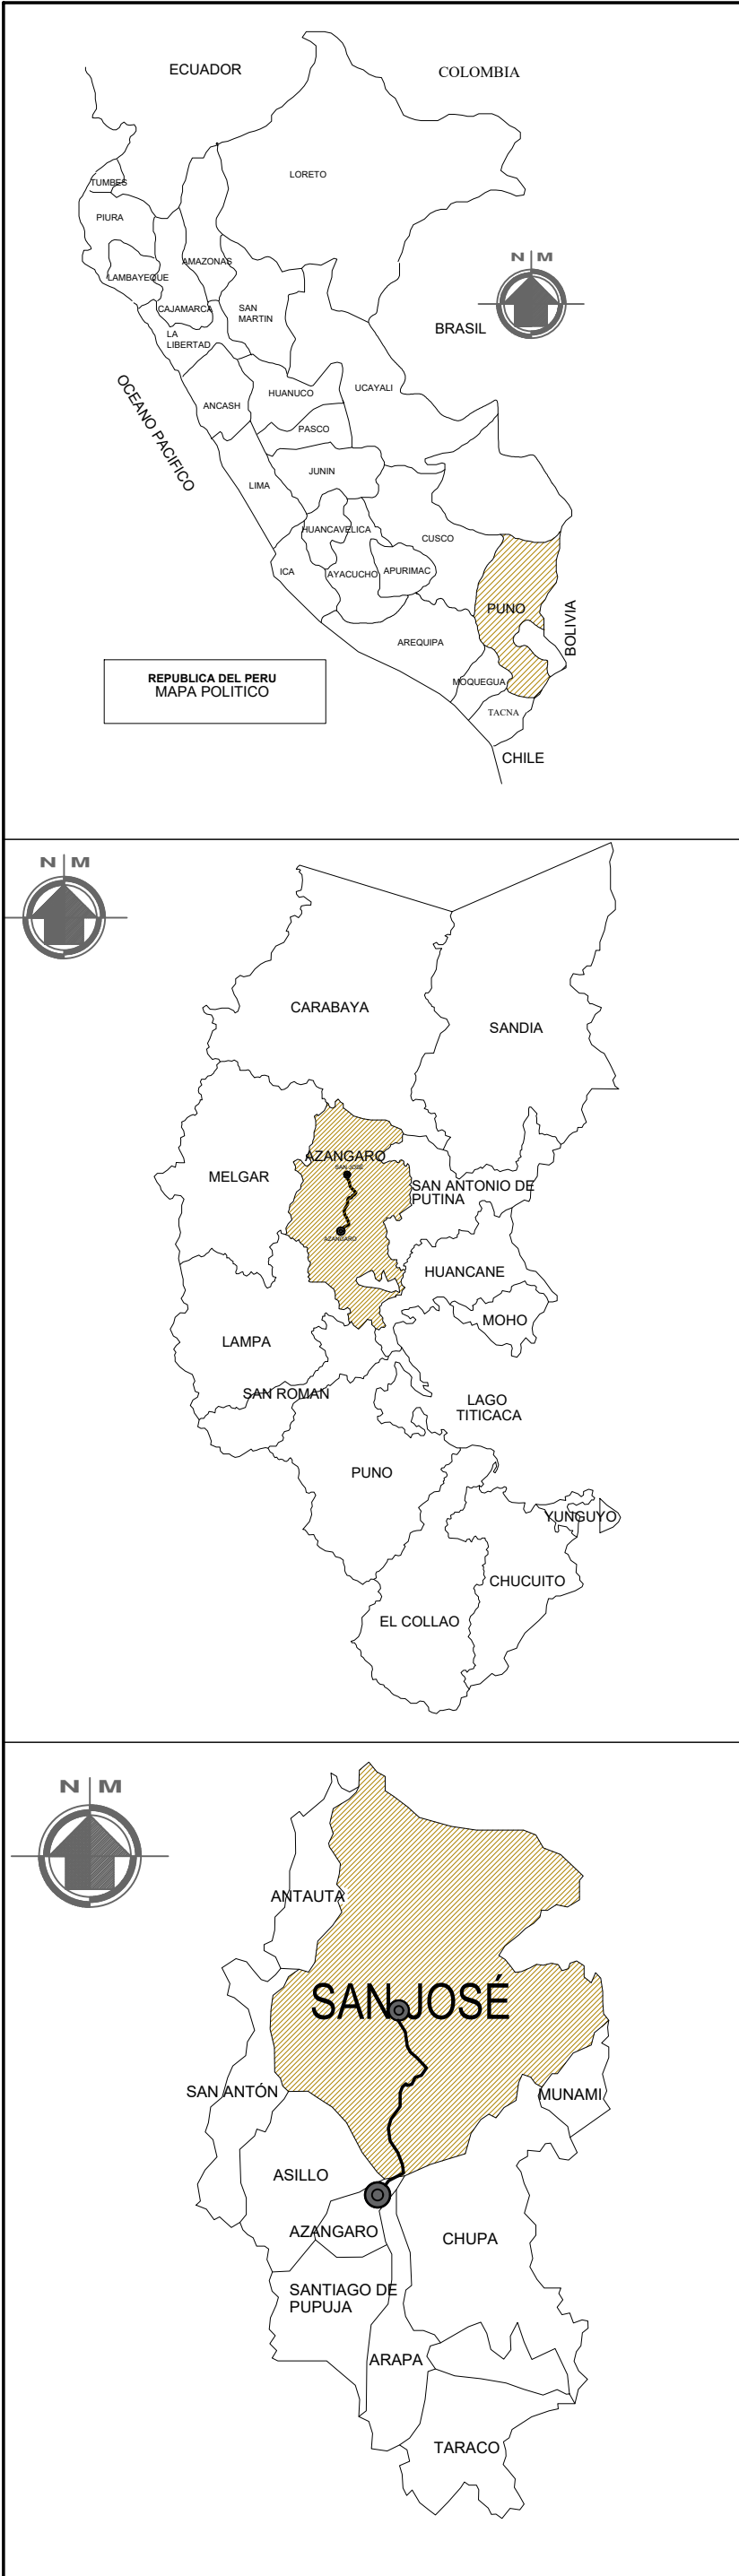 ECUADOR
COLOMBIA
LORETO
TUMBES
PIURA
N M
AMAZONAS
LAMBAYEQUE
CAJAMARCA
SAN
MARTIN
BRASIL
LA
LIBERTAD
OCEANO PACIFICO
HUANUCO
UCAYALI
ANCASH
PASCO
JUNIN
LIMA
HUANCAVELICA
CUSCO
ICA
AYACUCHO
APURIMAC
PUNO
BOLIVIA
AREQUIPA
REPUBLICA DEL PERU
MAPA POLITICO
MOQUEGUA
TACNA
CHILE
N M
CARABAYA
SANDIA
AZANGARO
SAN JOSÉ
MELGAR
SAN ANTONIO DE
PUTINA
AZANGARO
HUANCANE
MOHO
LAMPA
SAN ROMAN
LAGO
TITICACA
PUNO
YUNGUYO
CHUCUITO
EL COLLAO
N M
ANTAUTA
SAN JOSÉ
SAN ANTÓN
MUNAMI
ASILLO
AZANGARO
CHUPA
SANTIAGO DE
PUPUJA
ARAPA
TARACO